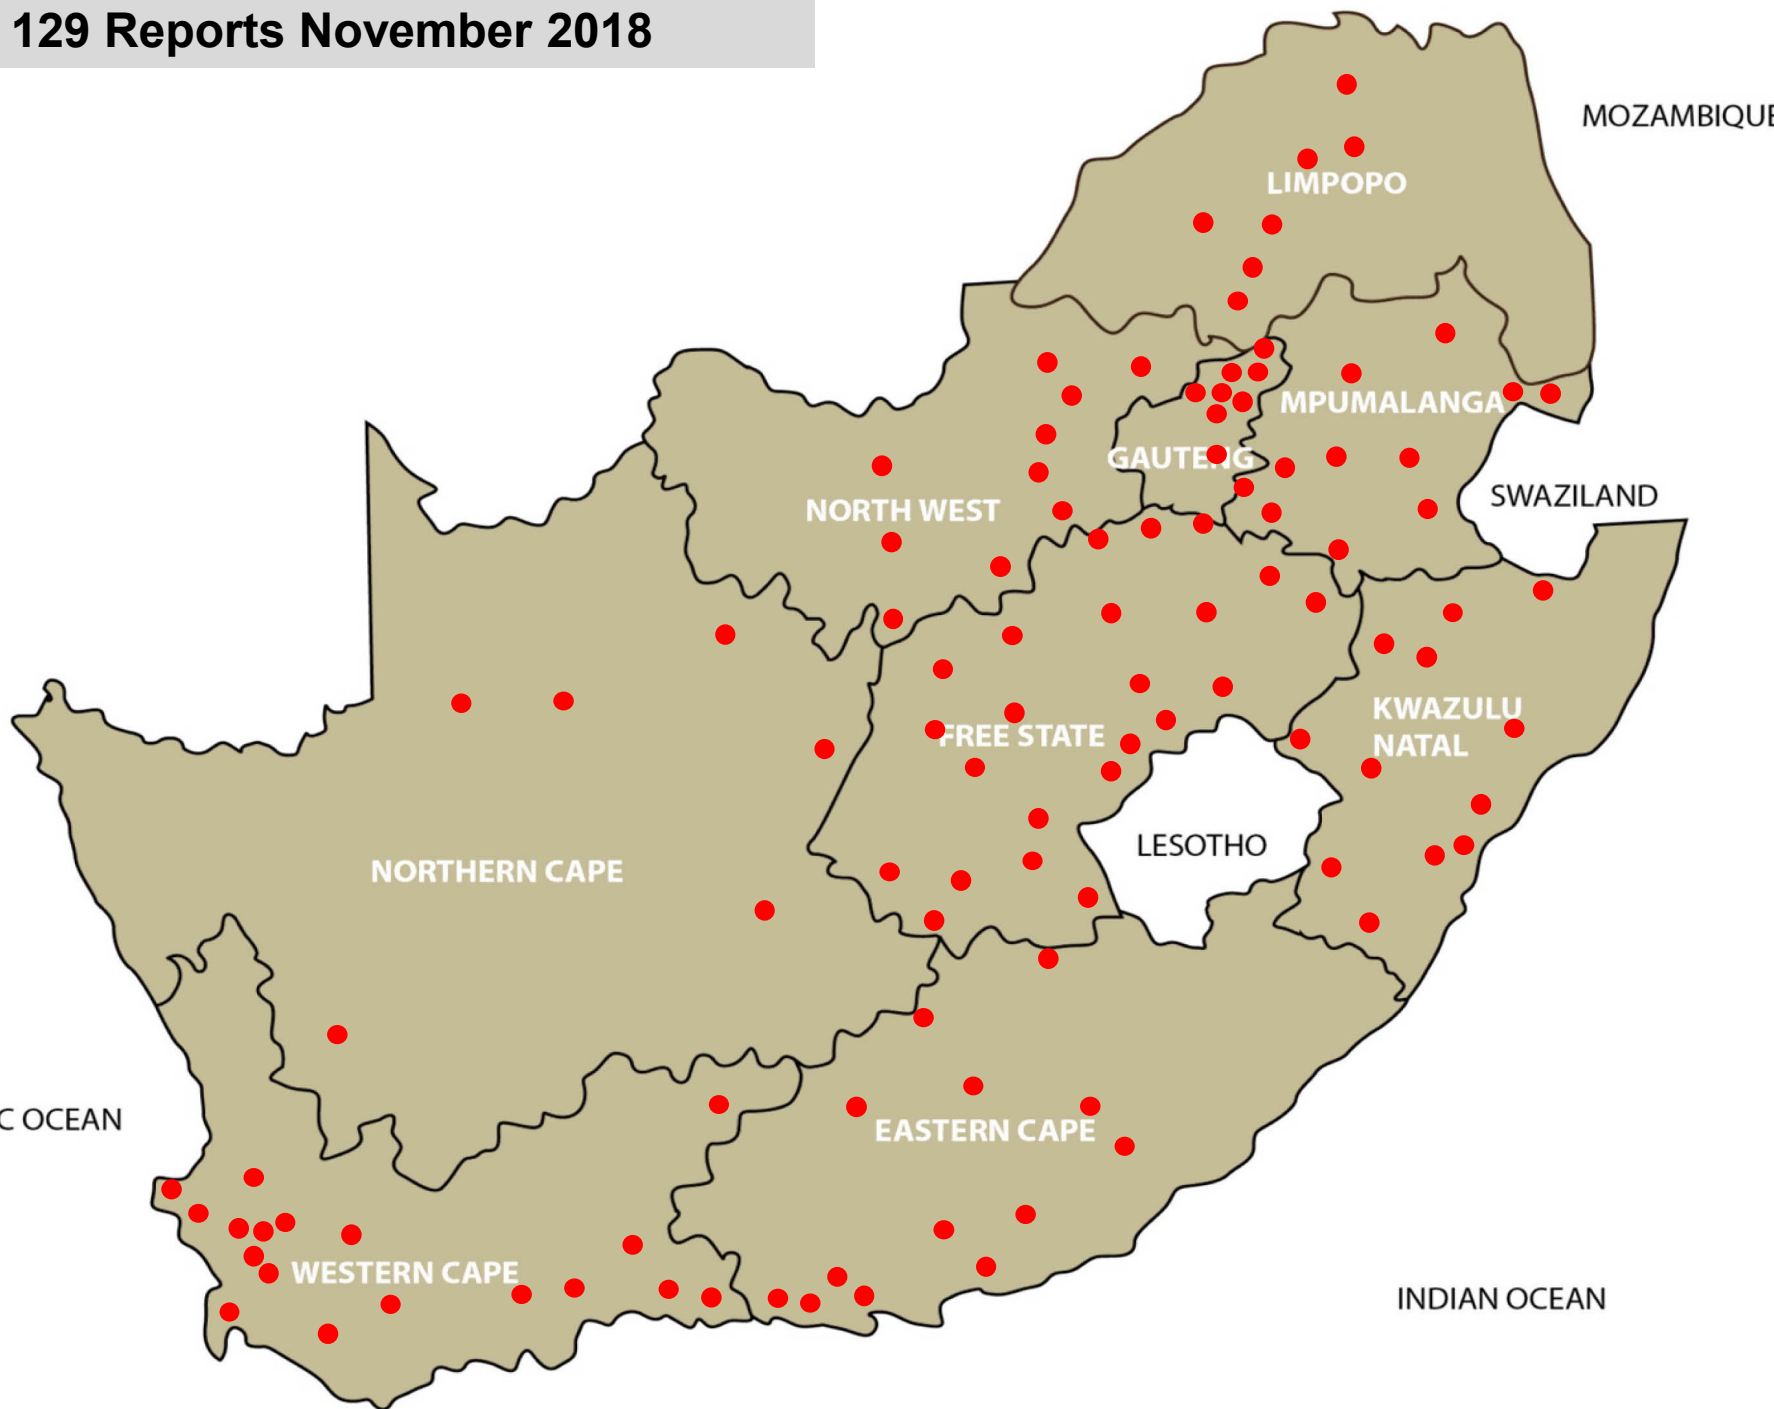 129 Reports November 2018
MOZAMBIQUE
LIMPOPO
MPUMALANGA
GAUTENG
SWAZILAND
NORTH WEST
KWAZULU
NATAL
FREE STATE
LESOTHO
NORTHERN CAPE
C OCEAN
EASTERN CAPE
WESTERN CAPE
INDIAN OCEAN